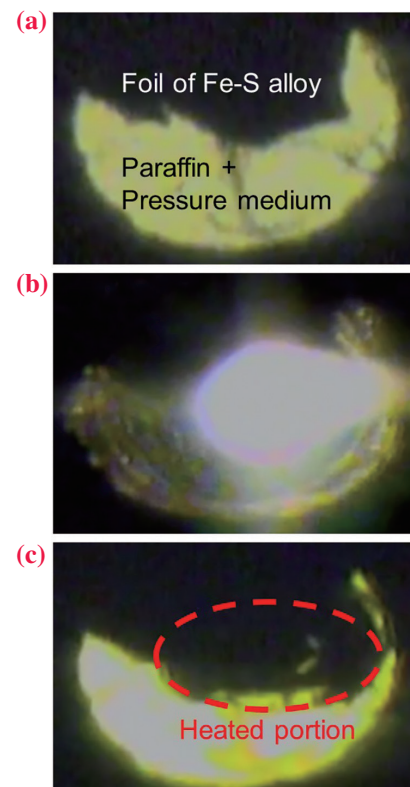 (a)
Foil of Fe-S alloy
Paraffin +
Pressure medium
(b)
(c)
Heated portion